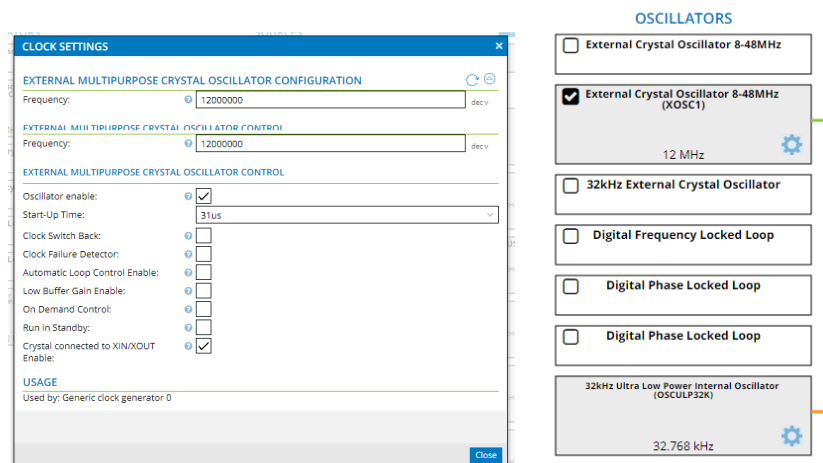 CLOCK SETTINGS
×
EXTERNAL MULTIPURPOSE CRYSTAL OSCILLATOR CONFIGURATION
Frequency: ? 12000000 dec v
EXTERNAL MULTIPURPOSE CRYSTAL OSCILLATOR CONTROL
Frequency: ? 12000000 dec v
EXTERNAL MULTIPURPOSE CRYSTAL OSCILLATOR CONTROL
Oscillator enable: ?
Start-Up Time: 31us
Clock Switch Back: ?
Clock Failure Detector: ?
Automatic Loop Control Enable: ?
Low Buffer Gain Enable: ?
On Demand Control: ?
Run in Standby: ?
Crystal connected to XIN/XOUT ?
Enable:
USAGE
Used by: Generic clock generator 0
Close
OSCILLATORS
External Crystal Oscillator 8-48MHz
External Crystal Oscillator 8-48MHz
(XOSC1)
12 MHz
32kHz External Crystal Oscillator
Digital Frequency Locked Loop
Digital Phase Locked Loop
Digital Phase Locked Loop
32kHz Ultra Low Power Internal Oscillator
(OSCULP32K)
32.768 kHz